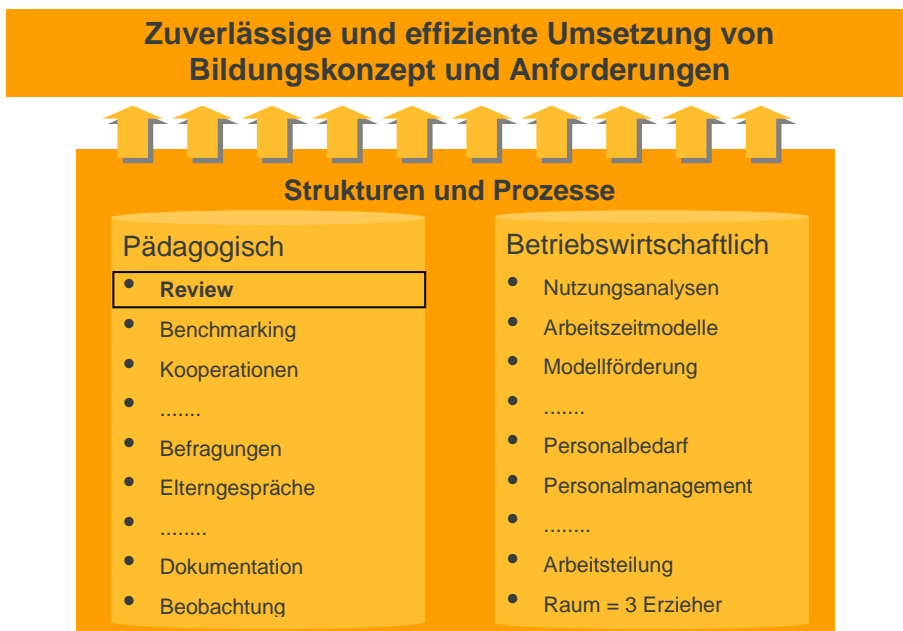 Zuverlässige und effiziente Umsetzung von
Bildungskonzept und Anforderungen
Strukturen und Prozesse
Pädagogisch
• Review
• Benchmarking
• Kooperationen
• .......
• Befragungen
• Elterngespräche
• ........
• Dokumentation
• Beobachtung
Betriebswirtschaftlich
• Nutzungsanalysen
• Arbeitszeitmodelle
• Modellförderung
• .......
• Personalbedarf
• Personalmanagement
• ........
• Arbeitsteilung
• Raum = 3 Erzieher